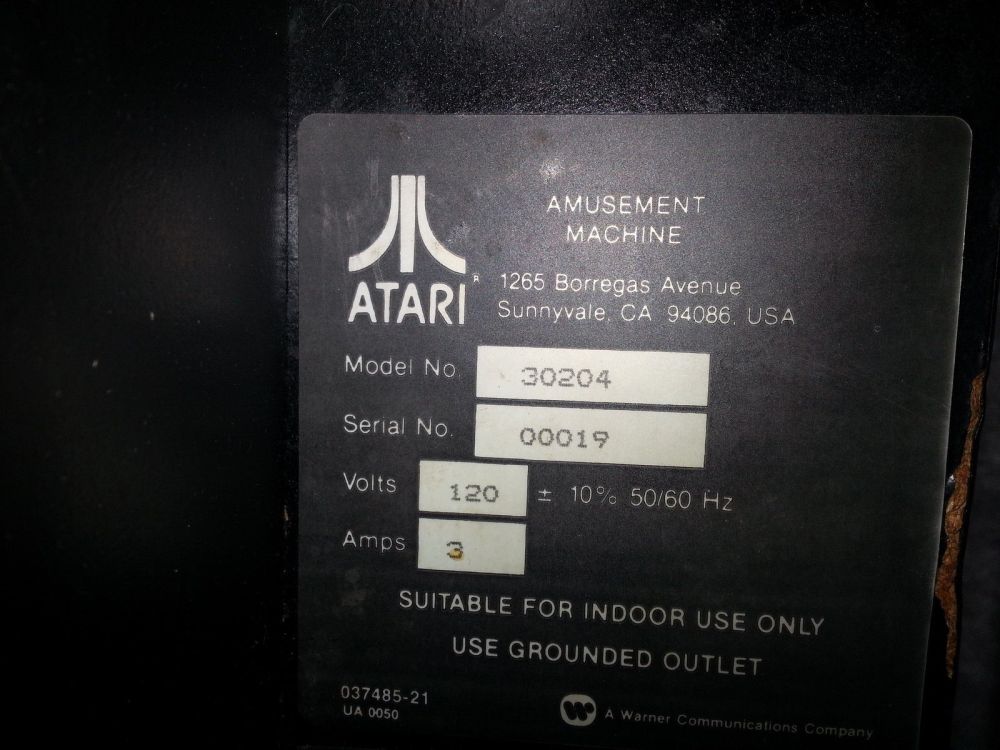 AMUSEMENT
MACHINE
ATARI®
1265 Borregas Avenue
Sunnyvale, CA 94086, USA
Model No. 30204
Serial No. 00019
Volts 120 ± 10% 50/60 Hz
Amps 3
SUITABLE FOR INDOOR USE ONLY
USE GROUNDED OUTLET
037485-21
UA 0050
A Warner Communications Company